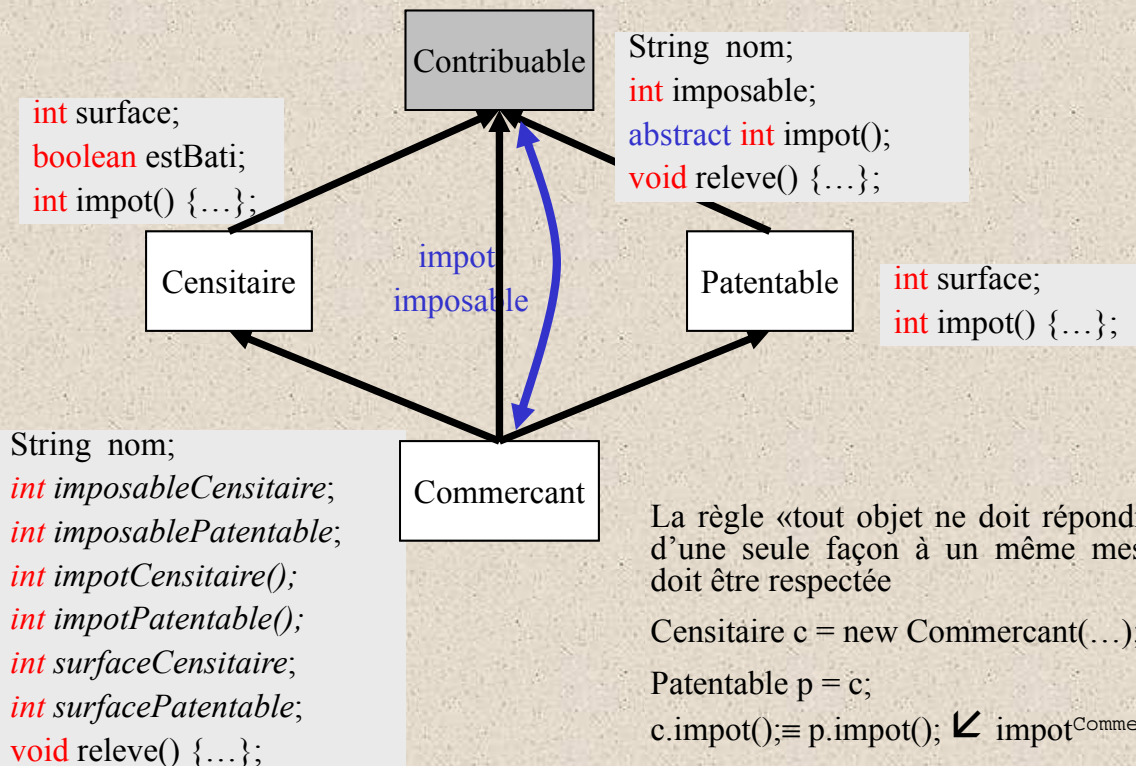 Contribuable
String nom;
int imposable;
abstract int impot();
void releve() {…};
int surface;
boolean estBati;
int impot() {…};
Censitaire
impot
imposable
Patentable
int surface;
int impot() {…};
String nom;
int imposableCensitaire;
int imposablePatentable;
int impotCensitaire();
int impotPatentable();
int surfaceCensitaire;
int surfacePatentable;
void releve() {…};
Commercant
La règle «tout objet ne doit
d'une seule façon à un même
doit être respectée
Censitaire c = new Commercant(…);
Patentable p = c;
c.impot();≡ p.impot(); ↙